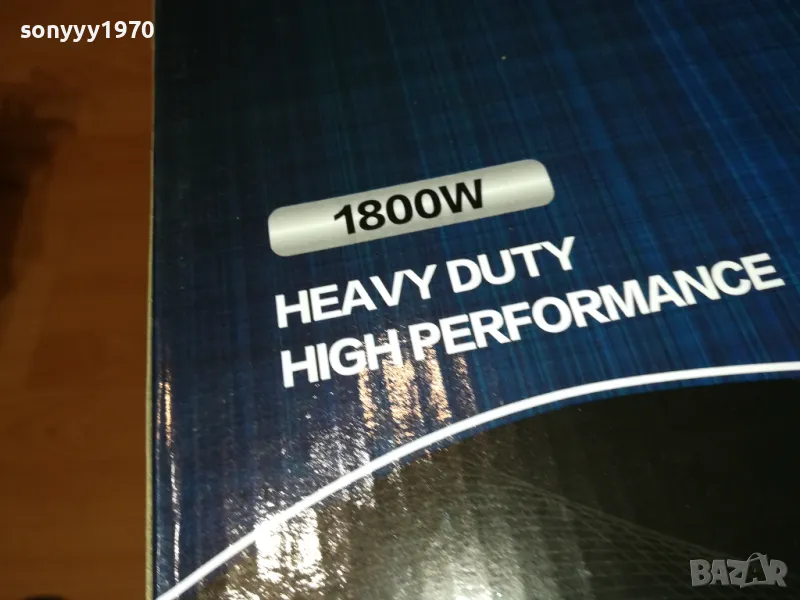 sonyyy1970
1800W
HEAVY DUTY
HIGH PERFORMANCE
BAZAR